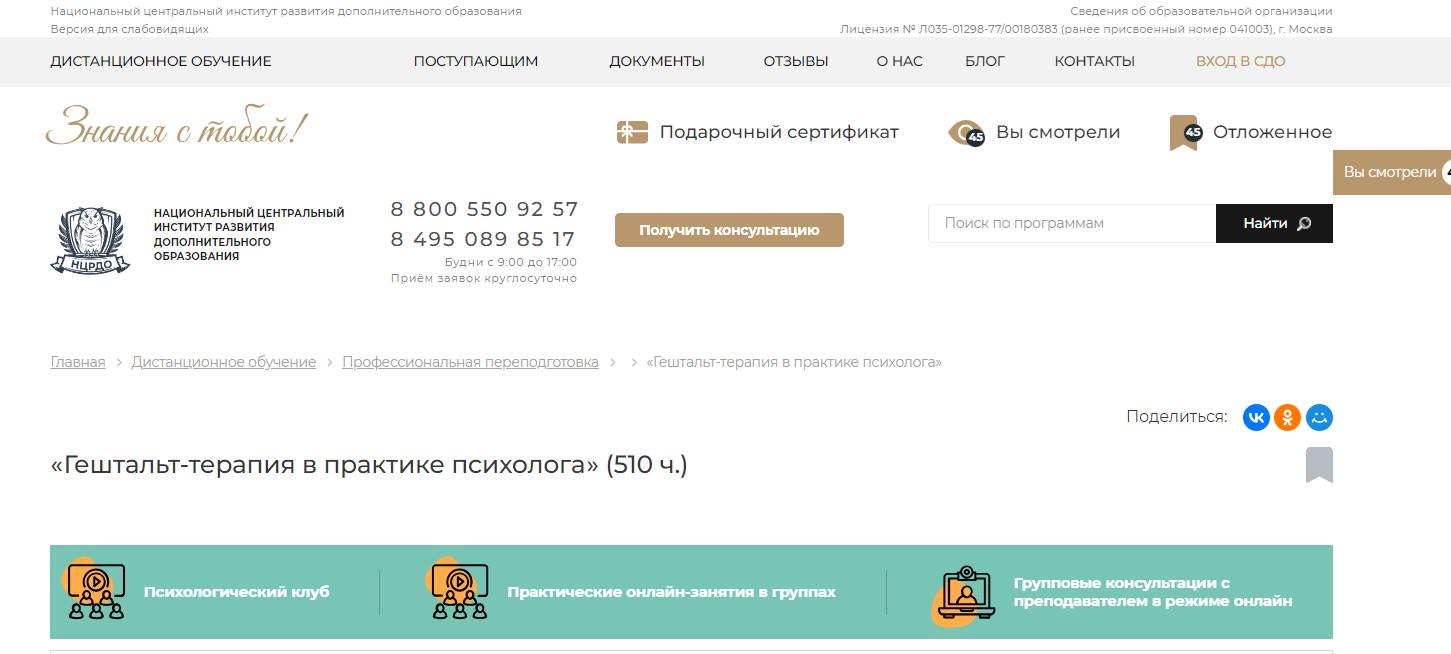 Национальный центральный институт развития дополнительного образования
Сведения об образовательной организации
Версия для слабовидящих
Лицензия № Л035-01298-77/00180383 (ранее присвоенный номер 041003), г. Москва
ДИСТАНЦИОННОЕ ОБУЧЕНИЕ ПОСТУПАЮЩИМ ДОКУМЕНТЫ ОТЗЫВЫ О НАС БЛОГ КОНТАКТЫ ВХОД В СДО
Знания с тобой!
Подарочный сертификат
45 Вы смотрели
45 Отложенное
Вы смотрели
НАЦИОНАЛЬНЫЙ ЦЕНТРАЛЬНЫЙ
ИНСТИТУТ РАЗВИТИЯ
ДОПОЛНИТЕЛЬНОГО
ОБРАЗОВАНИЯ
НЦРДО
8 800 550 92 57
8 495 089 85 17
Будни с 9:00 до 17:00
Приём заявок круглосуточно
Получить консультацию
Поиск по программам
Найти
Главная > Дистанционное обучение > Профессиональная переподготовка > > «Гештальт-терапия в практике психолога»
Поделиться:
«Гештальт-терапия в практике психолога» (510 ч.)
Психологический клуб
Практические онлайн-занятия в группах
Групповые консультации с
преподавателем в режиме онлайн